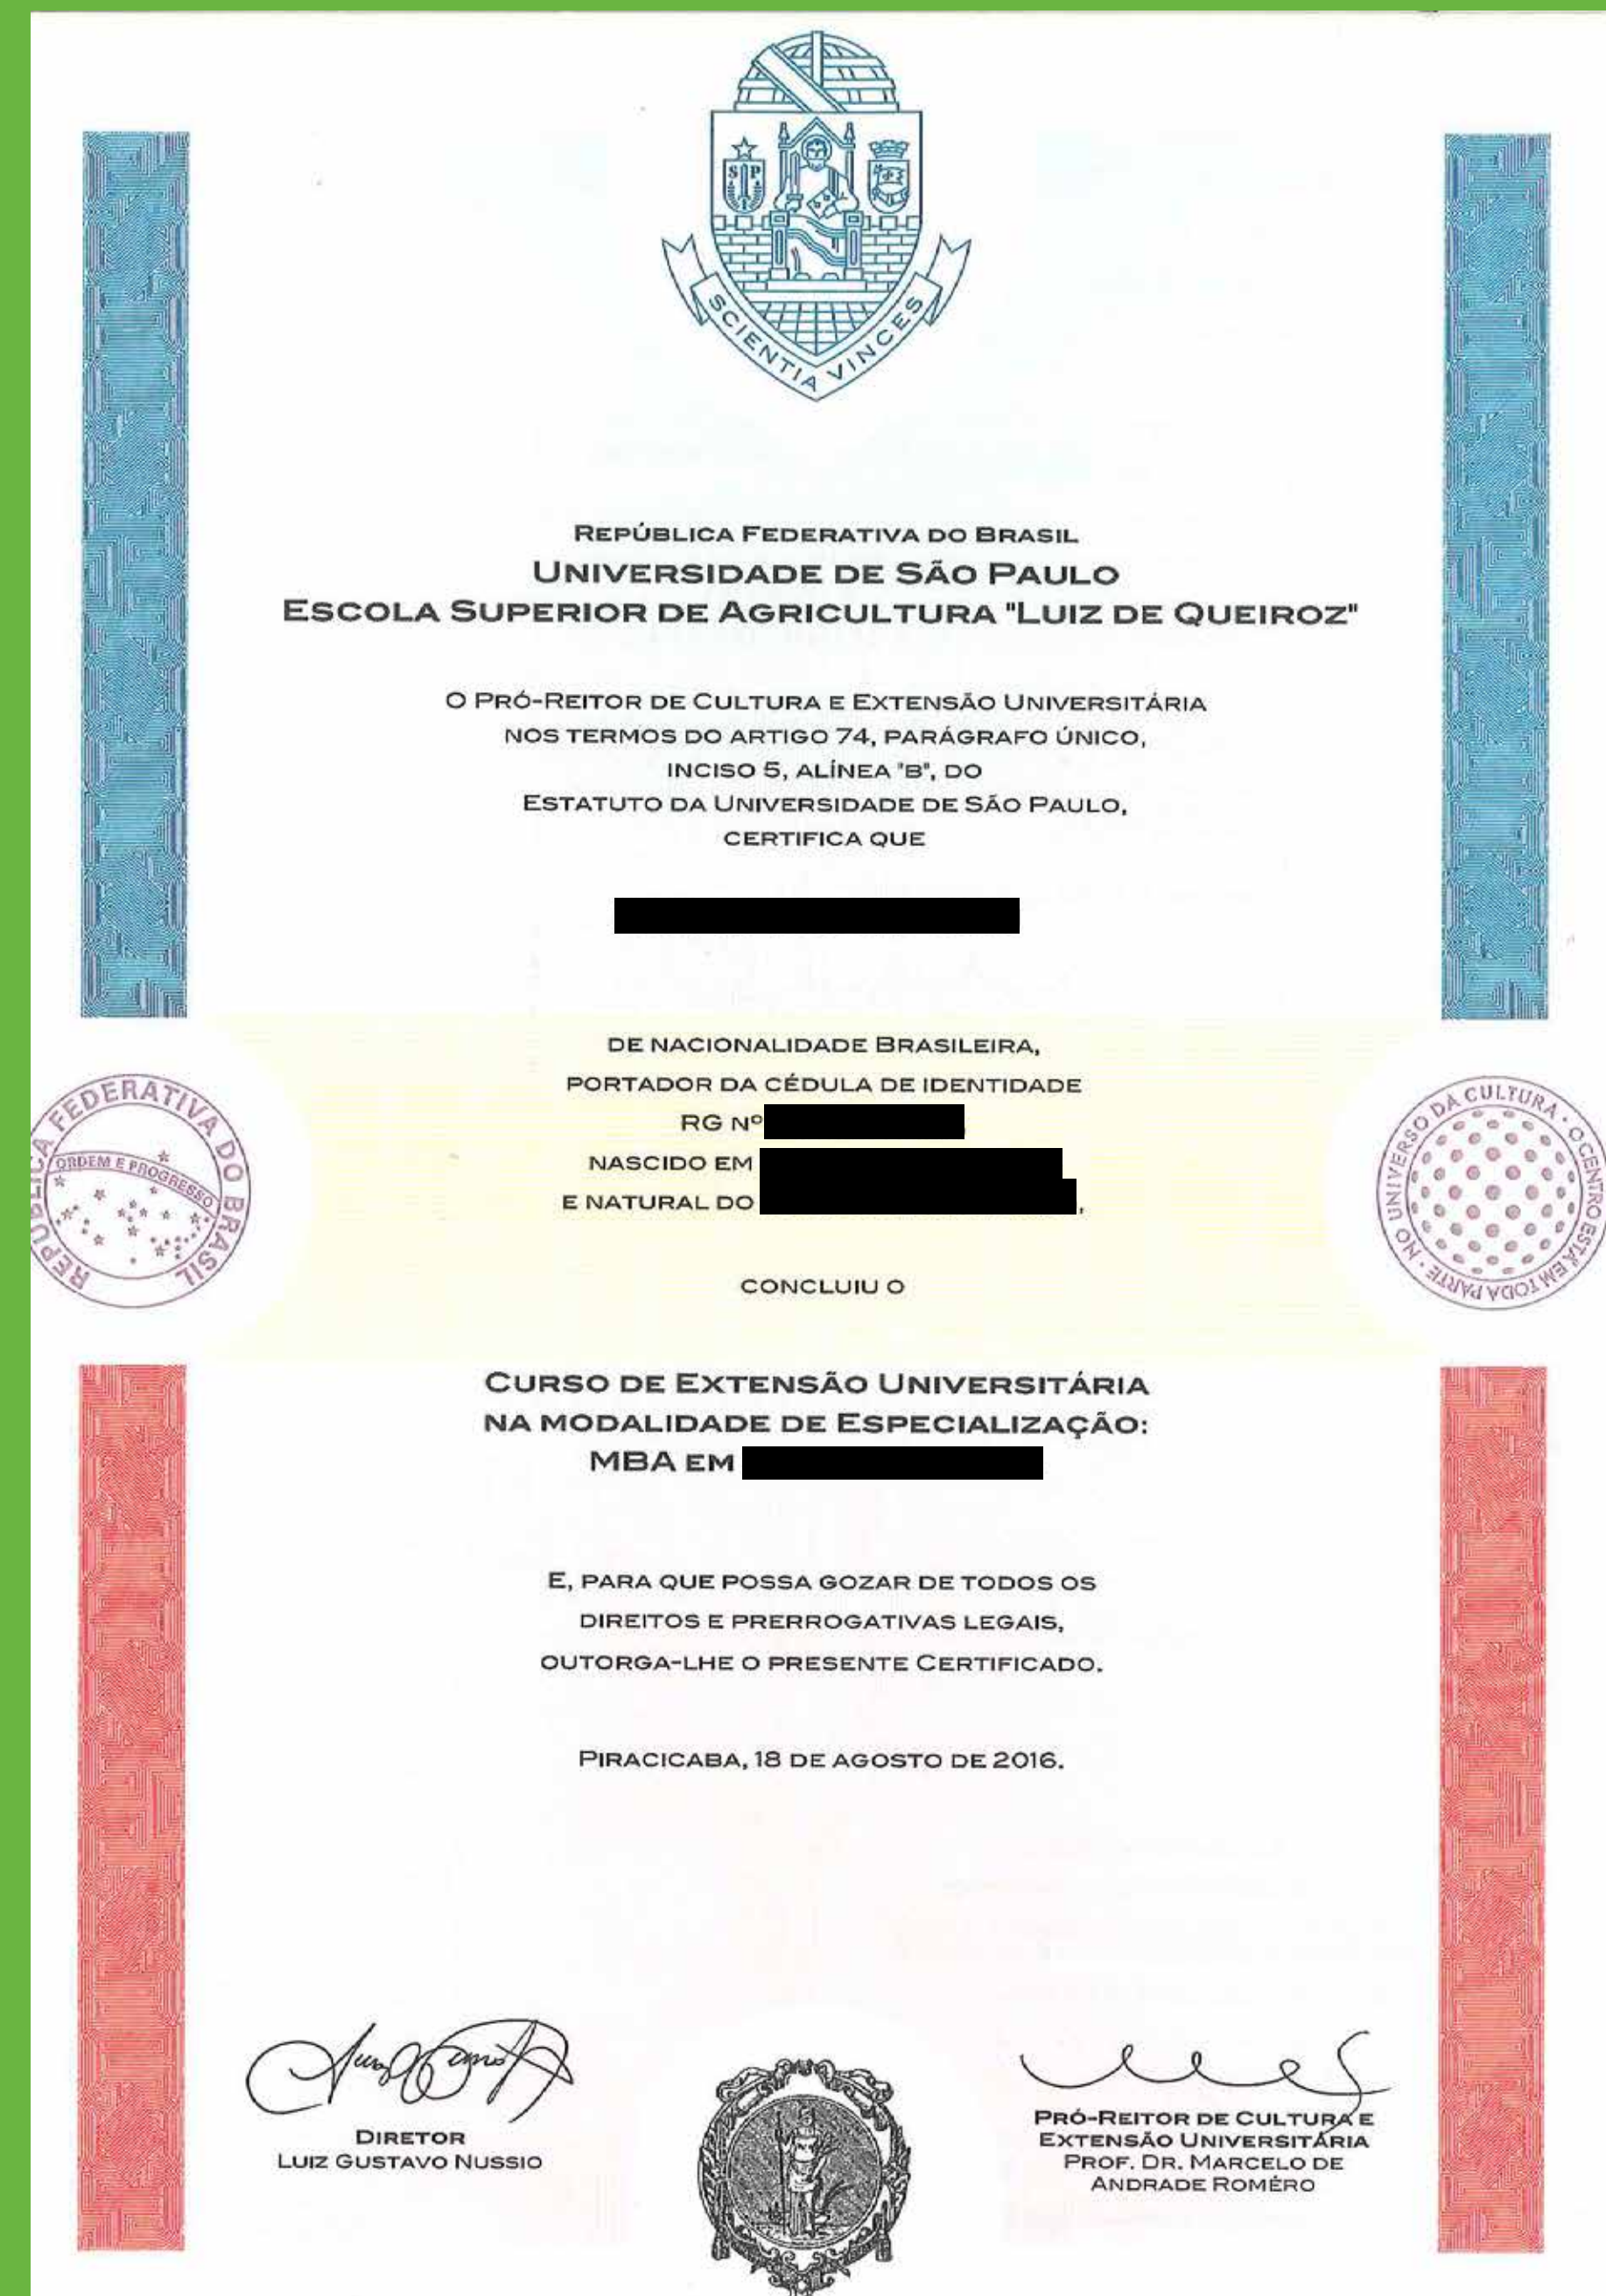 S P
SCIENTIA VINCES
REPÚBLICA FEDERATIVA DO BRASIL
UNIVERSIDADE DE SÃO PAULO
ESCOLA SUPERIOR DE AGRICULTURA "LUIZ DE QUEIROZ"
O PRÓ-REITOR DE CULTURA E EXTENSÃO UNIVERSITÁRIA
NOS TERMOS DO ARTIGO 74, PARÁGRAFO ÚNICO,
INCISO 5, ALÍNEA "B", DO
ESTATUTO DA UNIVERSIDADE DE SÃO PAULO,
CERTIFICA QUE
DE NACIONALIDADE BRASILEIRA,
PORTADOR DA CÉDULA DE IDENTIDADE
RG Nº
NASCIDO EM
E NATURAL DO ,
REPÚBLICA FEDERATIVA DO BRASIL
ORDEM E PROGRESSO
NO UNIVERSO DA CULTURA · O CENTRO ESTÁ EM TODA PARTE ·
CONCLUIU O
CURSO DE EXTENSÃO UNIVERSITÁRIA
NA MODALIDADE DE ESPECIALIZAÇÃO:
MBA EM
E, PARA QUE POSSA GOZAR DE TODOS OS
DIREITOS E PRERROGATIVAS LEGAIS,
OUTORGA-LHE O PRESENTE CERTIFICADO.
PIRACICABA, 18 DE AGOSTO DE 2016.
DIRETOR
LUIZ GUSTAVO NUSSIO
PRÓ-REITOR DE CULTURA E
EXTENSÃO UNIVERSITÁRIA
PROF. DR. MARCELO DE
ANDRADE ROMÉRO